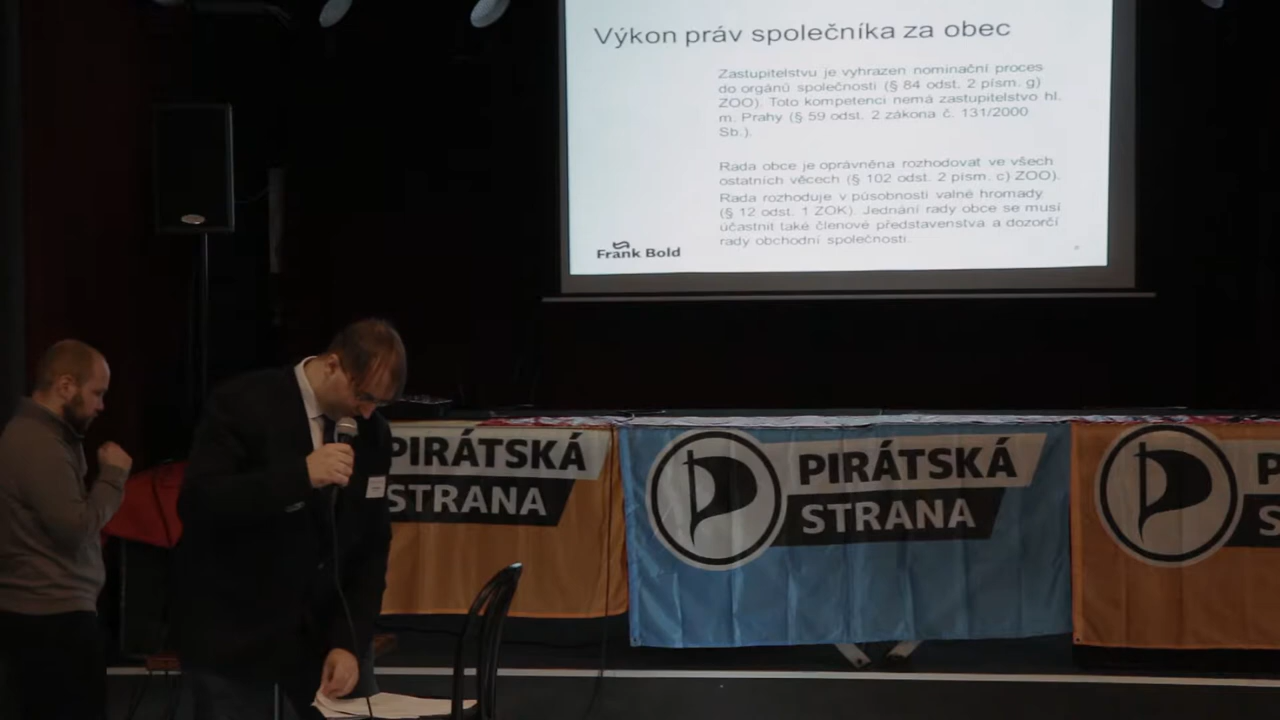 Výkon práv společníka za obec
Zastupitelstvu je vyhrazen nominační proces
do orgánů společnosti (§ 84 odst. 2 písm. g)
ZOO). Toto kompetenci nemá zastupitelstvo hl.
m. Prahy (§ 59 odst. 2 zákona č. 131/2000
Sb.).
Rada obce je oprávněna rozhodovat ve všech
ostatních věcech (§ 102 odst. 2 písm. c) ZOO).
Rada rozhoduje v působnosti valné hromady
(§ 12 odst. 1 ZOK). Jednání rady obce se musí
účastnit také členové představenstva a dozorčí
rady obchodní společnosti.
Frank Bold
PIRÁTSKÁ
STRANA
PIRÁTSKÁ
STRANA
P
S